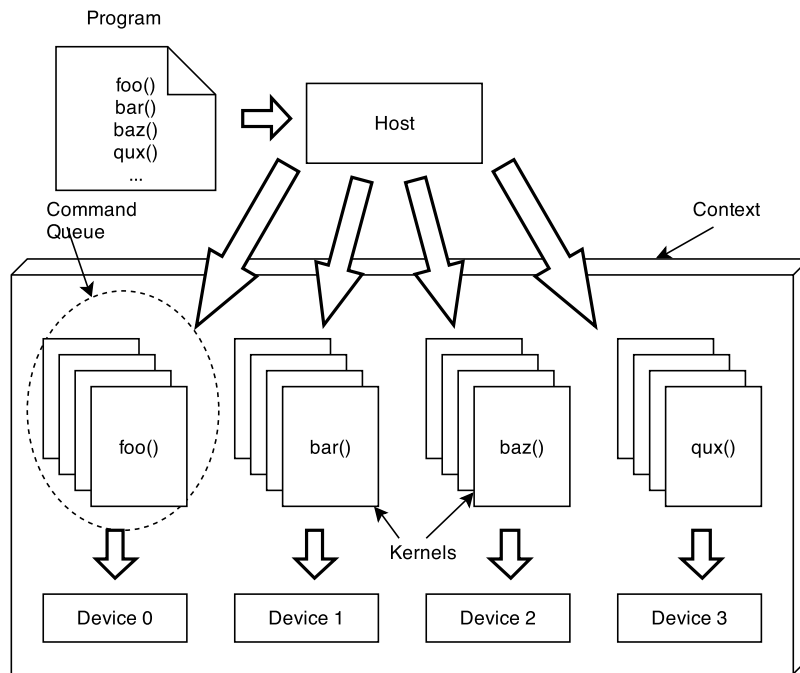 Program
foo()
bar()
baz()
qux()
...
Host
Command
Queue
Context
foo()
bar()
baz()
qux()
Kernels
Device 0
Device 1
Device 2
Device 3